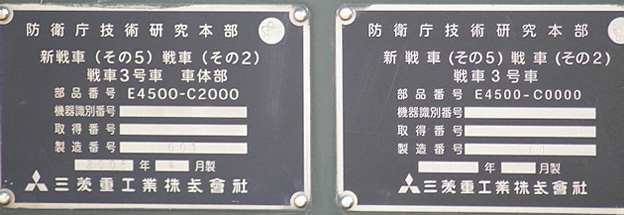 防衛庁技術研究本部
新戦車(その5)戦車(その2)
戦車3号車 車体部
部品番号 E4500-C2000
機器識別番号
取得番号
製造番号 001
2008年 月製
三菱重工業株式會社
防衛庁技術研究本部
新戦車(その5)戦車(その2)
戦車3号車
部品番号 E4500-C0000
機器識別番号
取得番号
製造番号 001
年 月製
三菱重工業株式會社